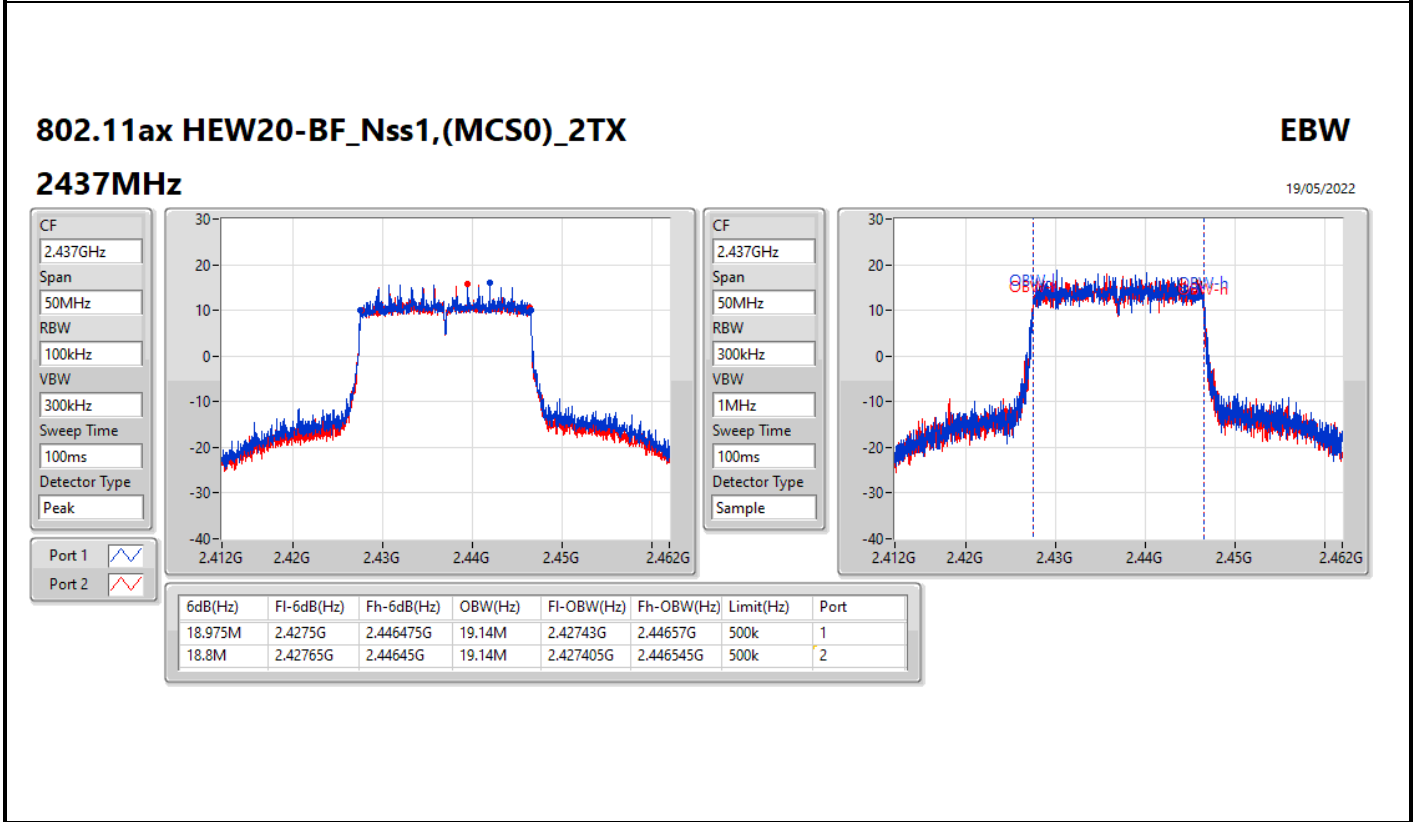 802.11ax HEW20-BF_Nss1,(MCS0)_2TX
EBW
2437MHz
19/05/2022
CF
2.437GHz
Span
50MHz
RBW
100kHz
VBW
300kHz
Sweep Time
100ms
Detector Type
Peak
Port 1
Port 2
30
20
10
0
-10
-20
-30
-40
2.412G 2.42G 2.43G 2.44G 2.45G 2.462G
CF
2.437GHz
Span
50MHz
RBW
300kHz
VBW
1MHz
Sweep Time
100ms
Detector Type
Sample
30
20
10
0
-10
-20
-30
-40
OBW-h
2.412G 2.42G 2.43G 2.44G 2.45G 2.462G
6dB(Hz) Fl-6dB(Hz) Fh-6dB(Hz) OBW(Hz) Fl-OBW(Hz) Fh-OBW(Hz) Limit(Hz) Port
18.975M 2.4275G 2.446475G 19.14M 2.42743G 2.44657G 500k 1
18.8M 2.42765G 2.44645G 19.14M 2.427405G 2.446545G 500k 2